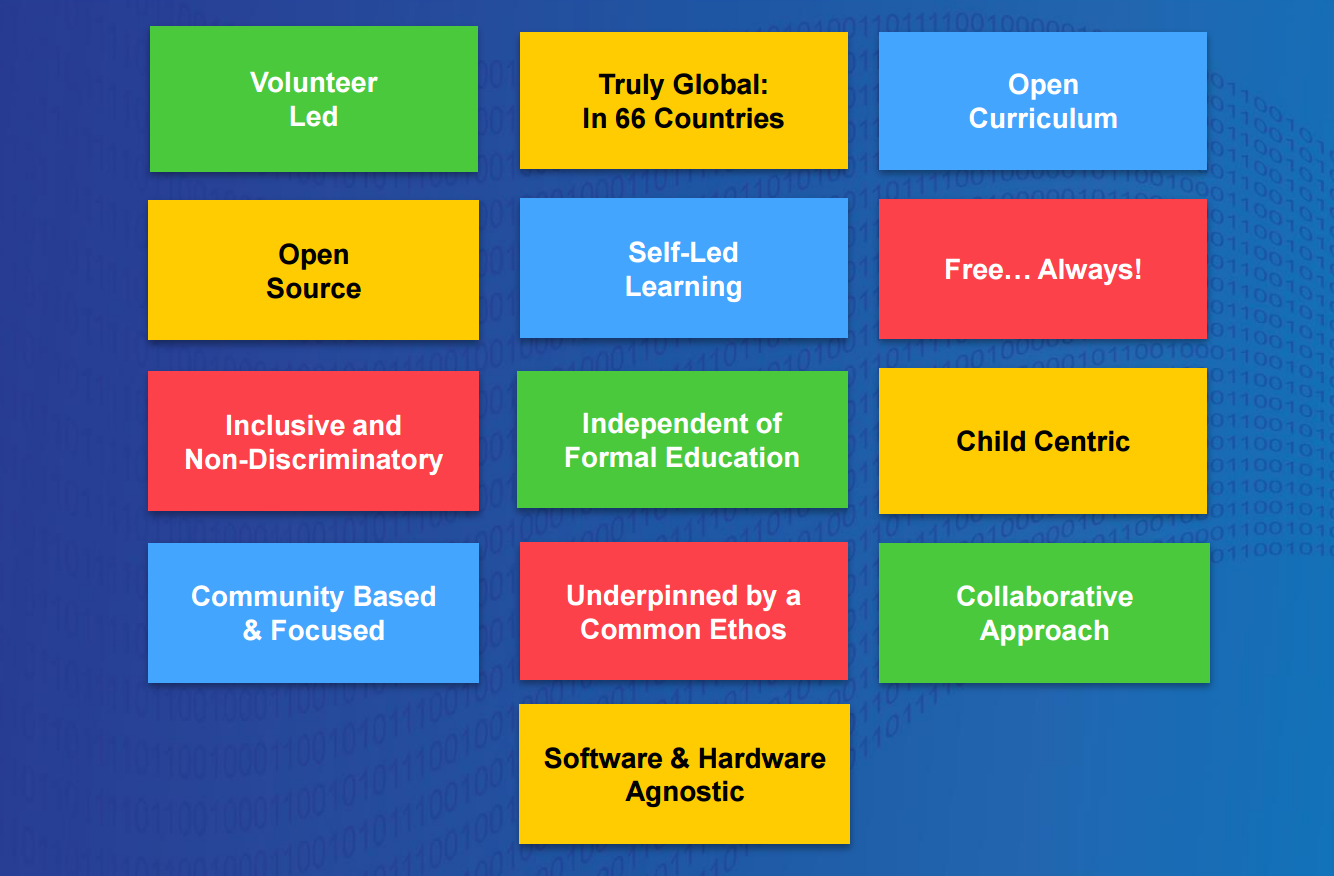 Volunteer
Led
Truly Global:
In 66 Countries
Open
Curriculum
Open
Source
Self-Led
Learning
Free… Always!
Inclusive and
Non-Discriminatory
Independent of
Formal Education
Child Centric
Community Based
& Focused
Underpinned by a
Common Ethos
Collaborative
Approach
Software & Hardware
Agnostic